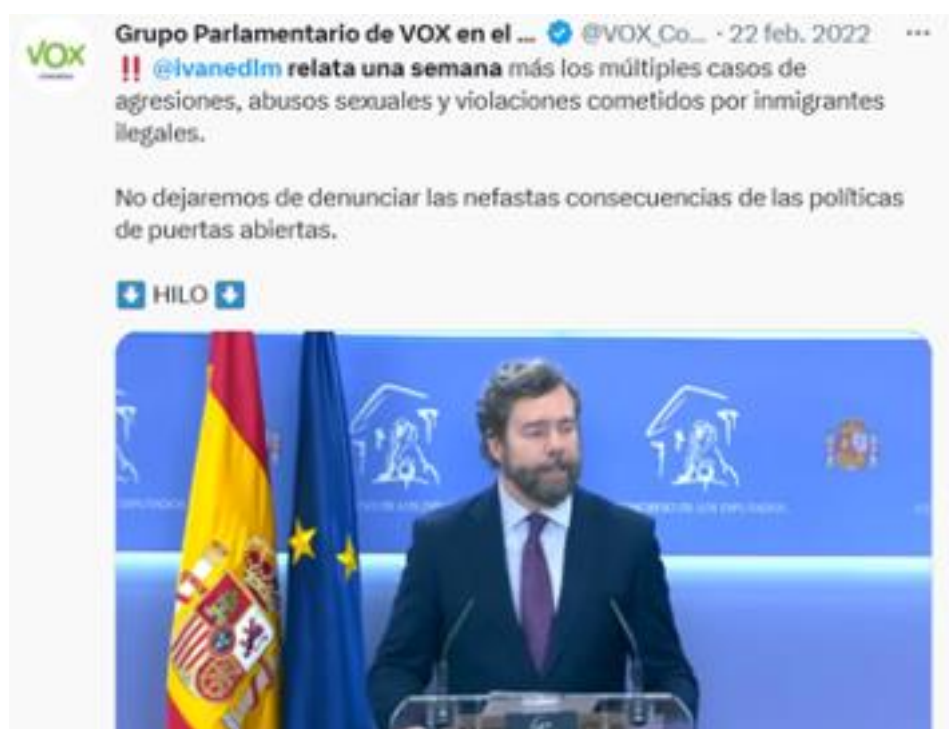 VOX
Grupo Parlamentario de VOX en el ... @VOX_Co... · 22 feb. 2022 ...
‼ @ivanedlm relata una semana más los múltiples casos de
agresiones, abusos sexuales y violaciones cometidos por inmigrantes
ilegales.
No dejaremos de denunciar las nefastas consecuencias de las políticas
de puertas abiertas.
⬇ HILO ⬇